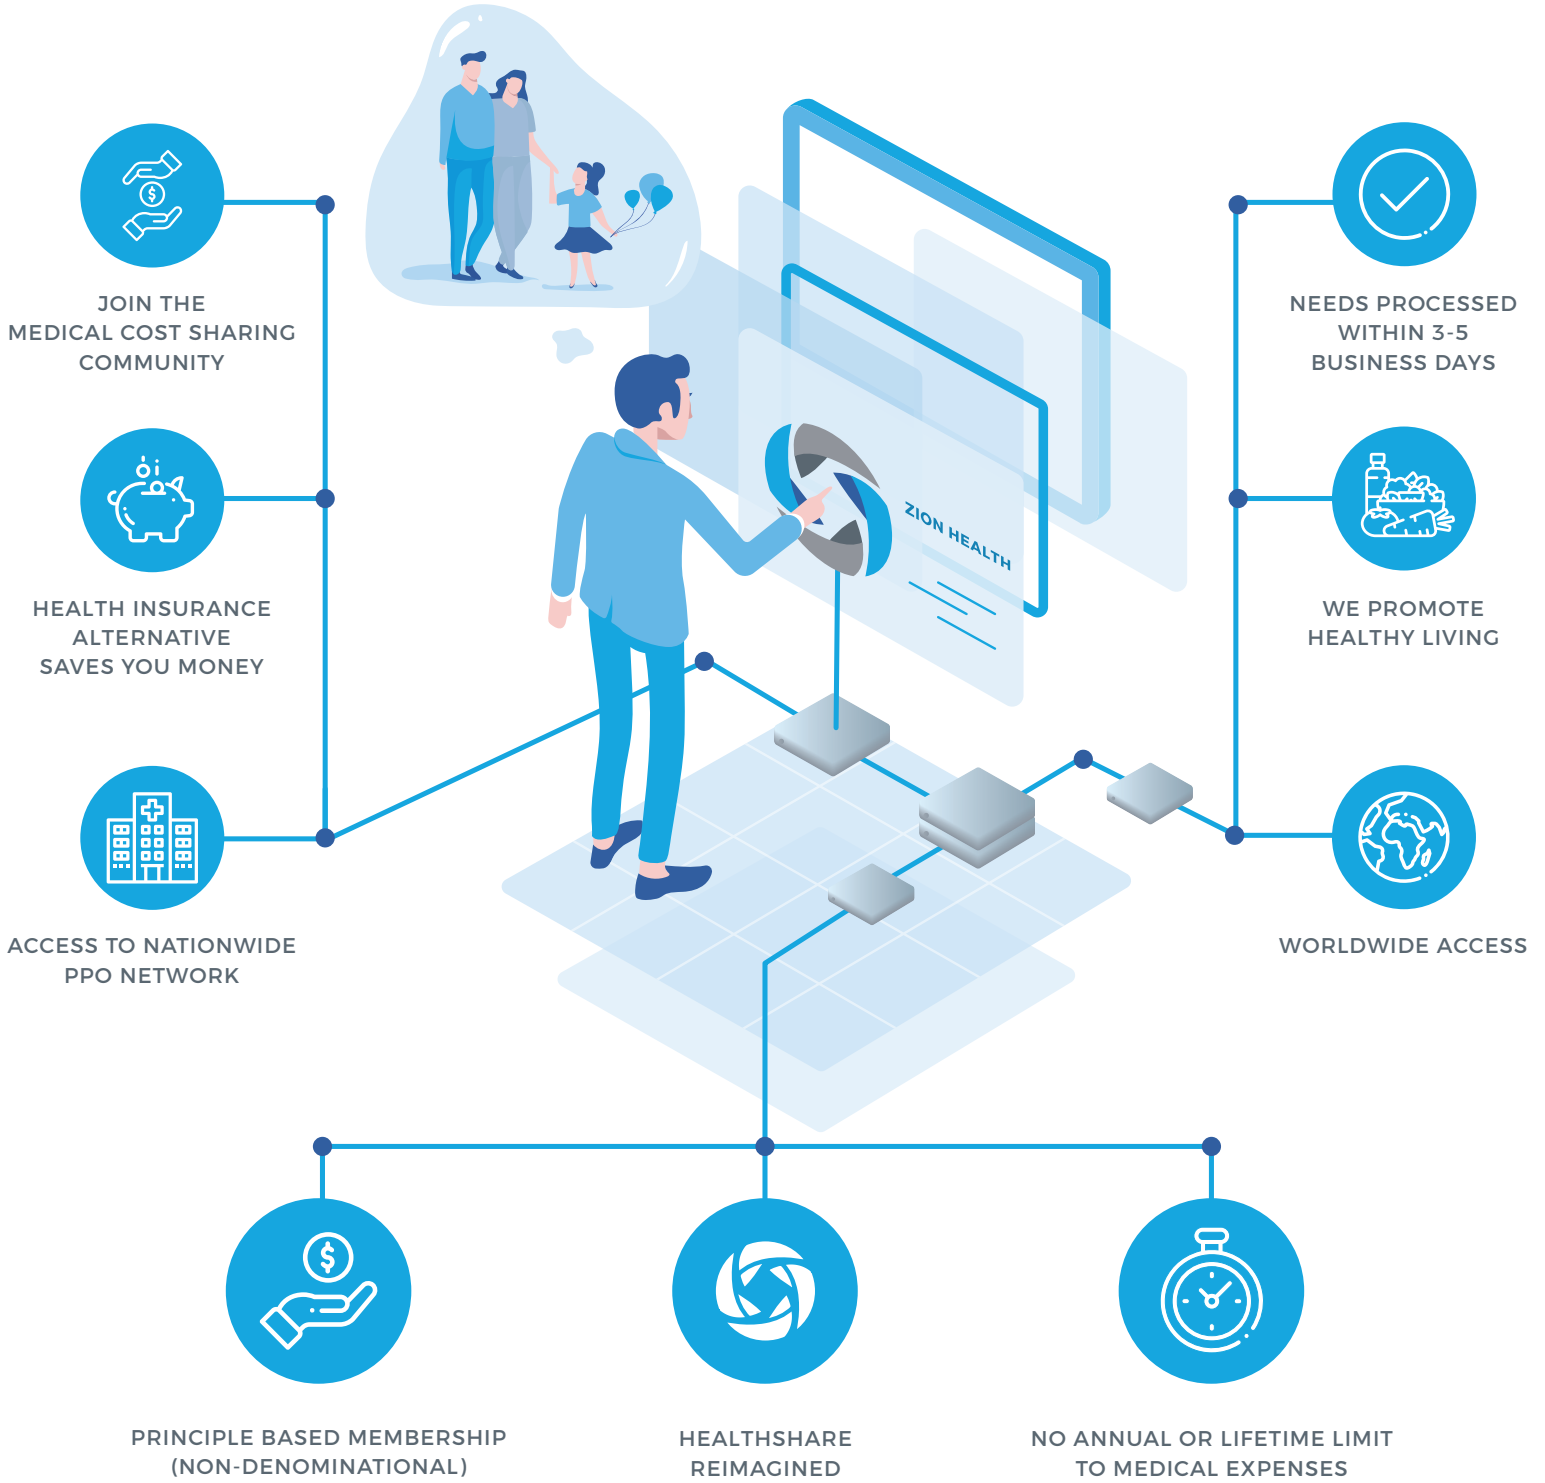 JOIN THE
MEDICAL COST SHARING
COMMUNITY
HEALTH INSURANCE
ALTERNATIVE
SAVES YOU MONEY
ACCESS TO NATIONWIDE
PPO NETWORK
ZION HEALTH
NEEDS PROCESSED
WITHIN 3-5
BUSINESS DAYS
WE PROMOTE
HEALTHY LIVING
WORLDWIDE ACCESS
PRINCIPLE BASED MEMBERSHIP
(NON-DENOMINATIONAL)
HEALTHSHARE
REIMAGINED
NO ANNUAL OR LIFETIME LIMIT
TO MEDICAL EXPENSES